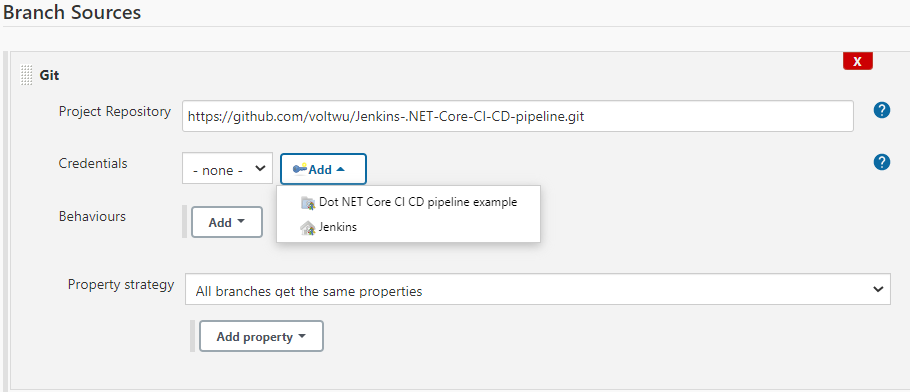 Branch Sources
X
Git
Project Repository https://github.com/voltwu/Jenkins-.NET-Core-CI-CD-pipeline.git ?
Credentials - none - Add ?
Dot NET Core CI CD pipeline example
Jenkins
Behaviours Add
Property strategy All branches get the same properties
Add property